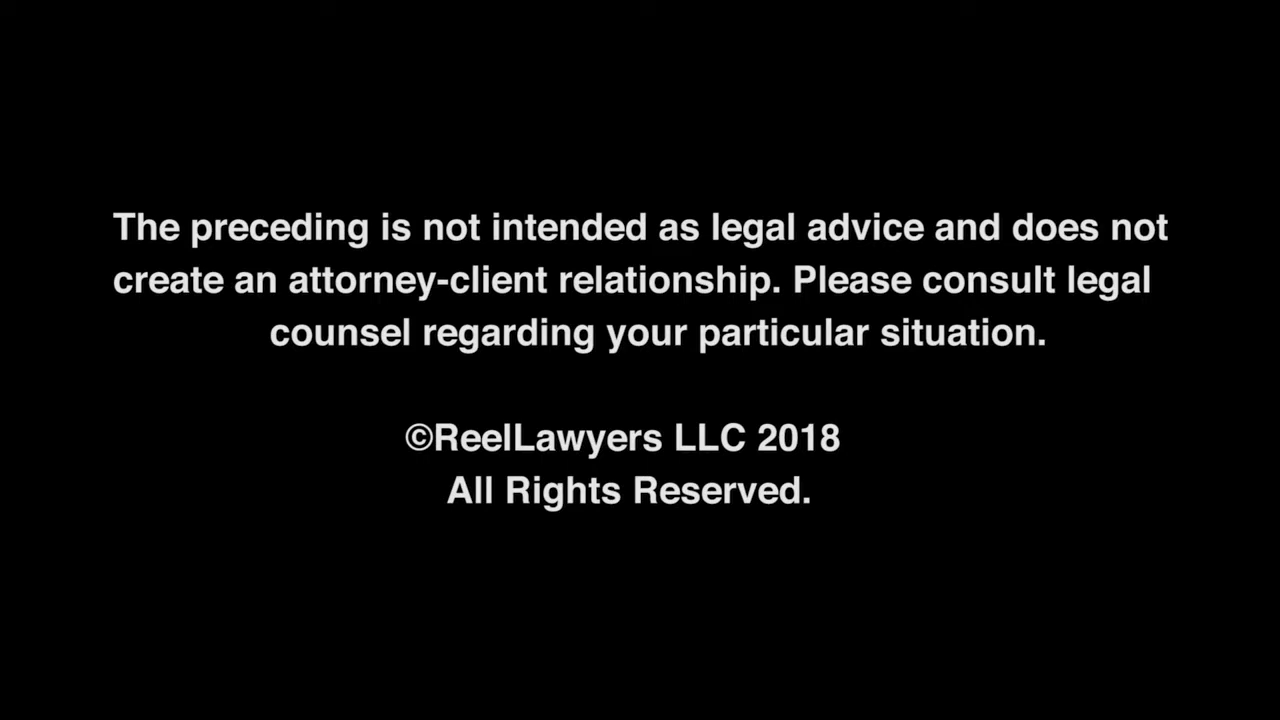 The preceding is not intended as legal advice and does not
create an attorney-client relationship. Please consult legal
counsel regarding your particular situation.
©ReelLawyers LLC 2018
All Rights Reserved.